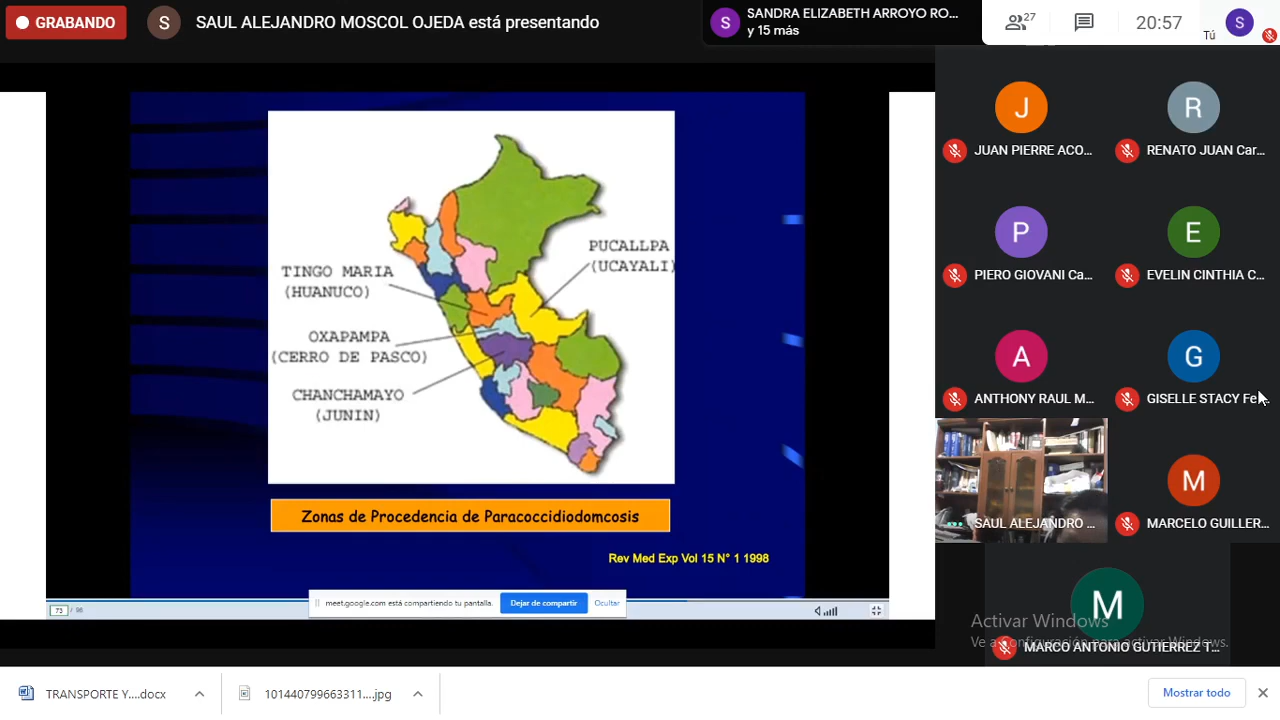 GRABANDO
S
SAUL ALEJANDRO MOSCOL OJEDA está presentando
S
SANDRA ELIZABETH ARROYO RO...
y 15 más
27
20:57
Tú
S
TINGO MARIA
(HUANUCO)
PUCALLPA
(UCAYALI)
OXAPAMPA
(CERRO DE PASCO)
CHANCHAMAYO
(JUNIN)
Zonas de Procedencia de Paracoccidiodomcosis
Rev Med Exp Vol 15 N° 1 1998
73 / 98
meet.google.com está compartiendo tu pantalla.
Dejar de compartir
Ocultar
J
JUAN PIERRE ACO...
R
RENATO JUAN Car...
P
PIERO GIOVANI Ca...
E
EVELIN CINTHIA C...
A
ANTHONY RAUL M...
G
GISELLE STACY Fe...
SAUL ALEJANDRO ...
M
MARCELO GUILLER...
M
MARCO ANTONIO GUTIERREZ T...
Activar Windows
Ve a Configuración para activar Windows.
TRANSPORTE Y....docx
101440799663311....jpg
Mostrar todo